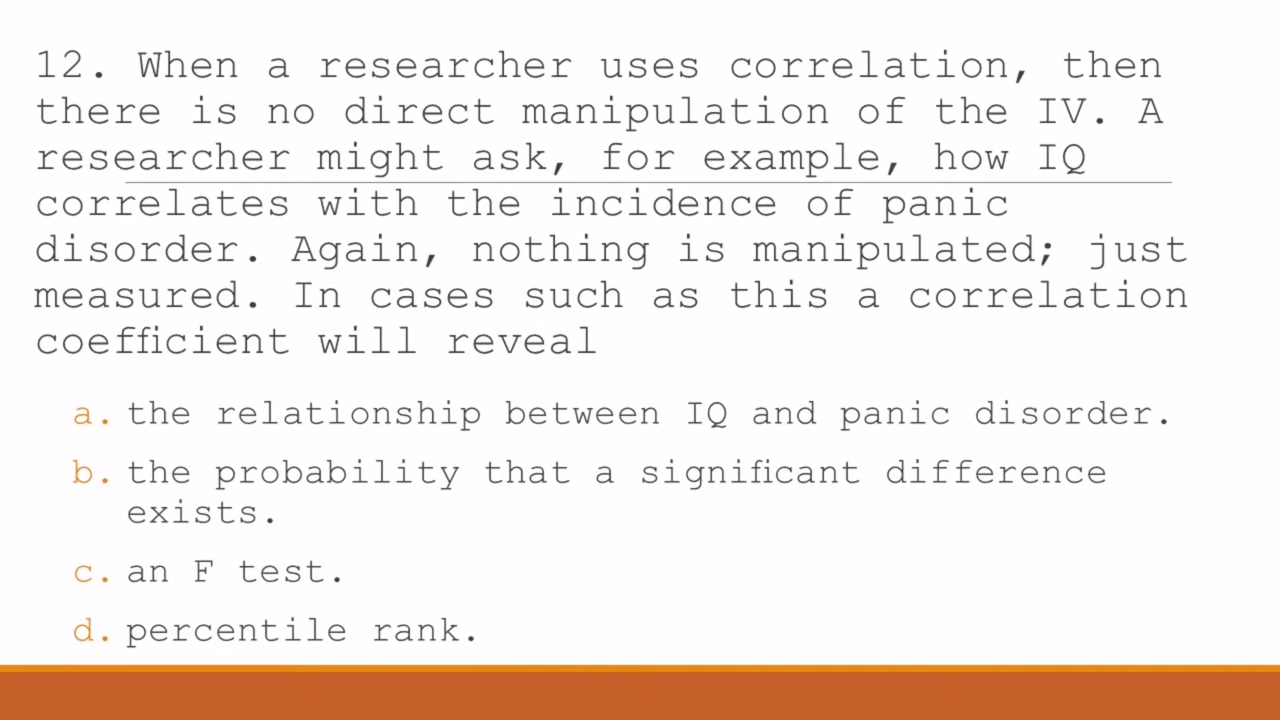 12. When a researcher uses correlation, then
there is no direct manipulation of the IV. A
researcher might ask, for example, how IQ
correlates with the incidence of panic
disorder. Again, nothing is manipulated; just
measured. In cases such as this a correlation
coefficient will reveal
a. the relationship between IQ and panic disorder.
b. the probability that a significant difference
exists.
c. an F test.
d. percentile rank.